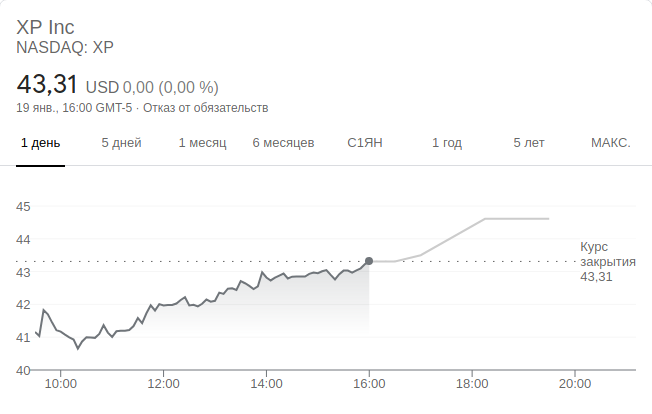 XP Inc
NASDAQ: XP
43,31 USD 0,00 (0,00 %)
19 янв., 16:00 GMT-5 · Отказ от обязательств
1 день 5 дней 1 месяц 6 месяцев С1ЯН 1 год 5 лет МАКС.
45
44
43
42
41
40
Курс
закрытия
43,31
10:00 12:00 14:00 16:00 18:00 20:00